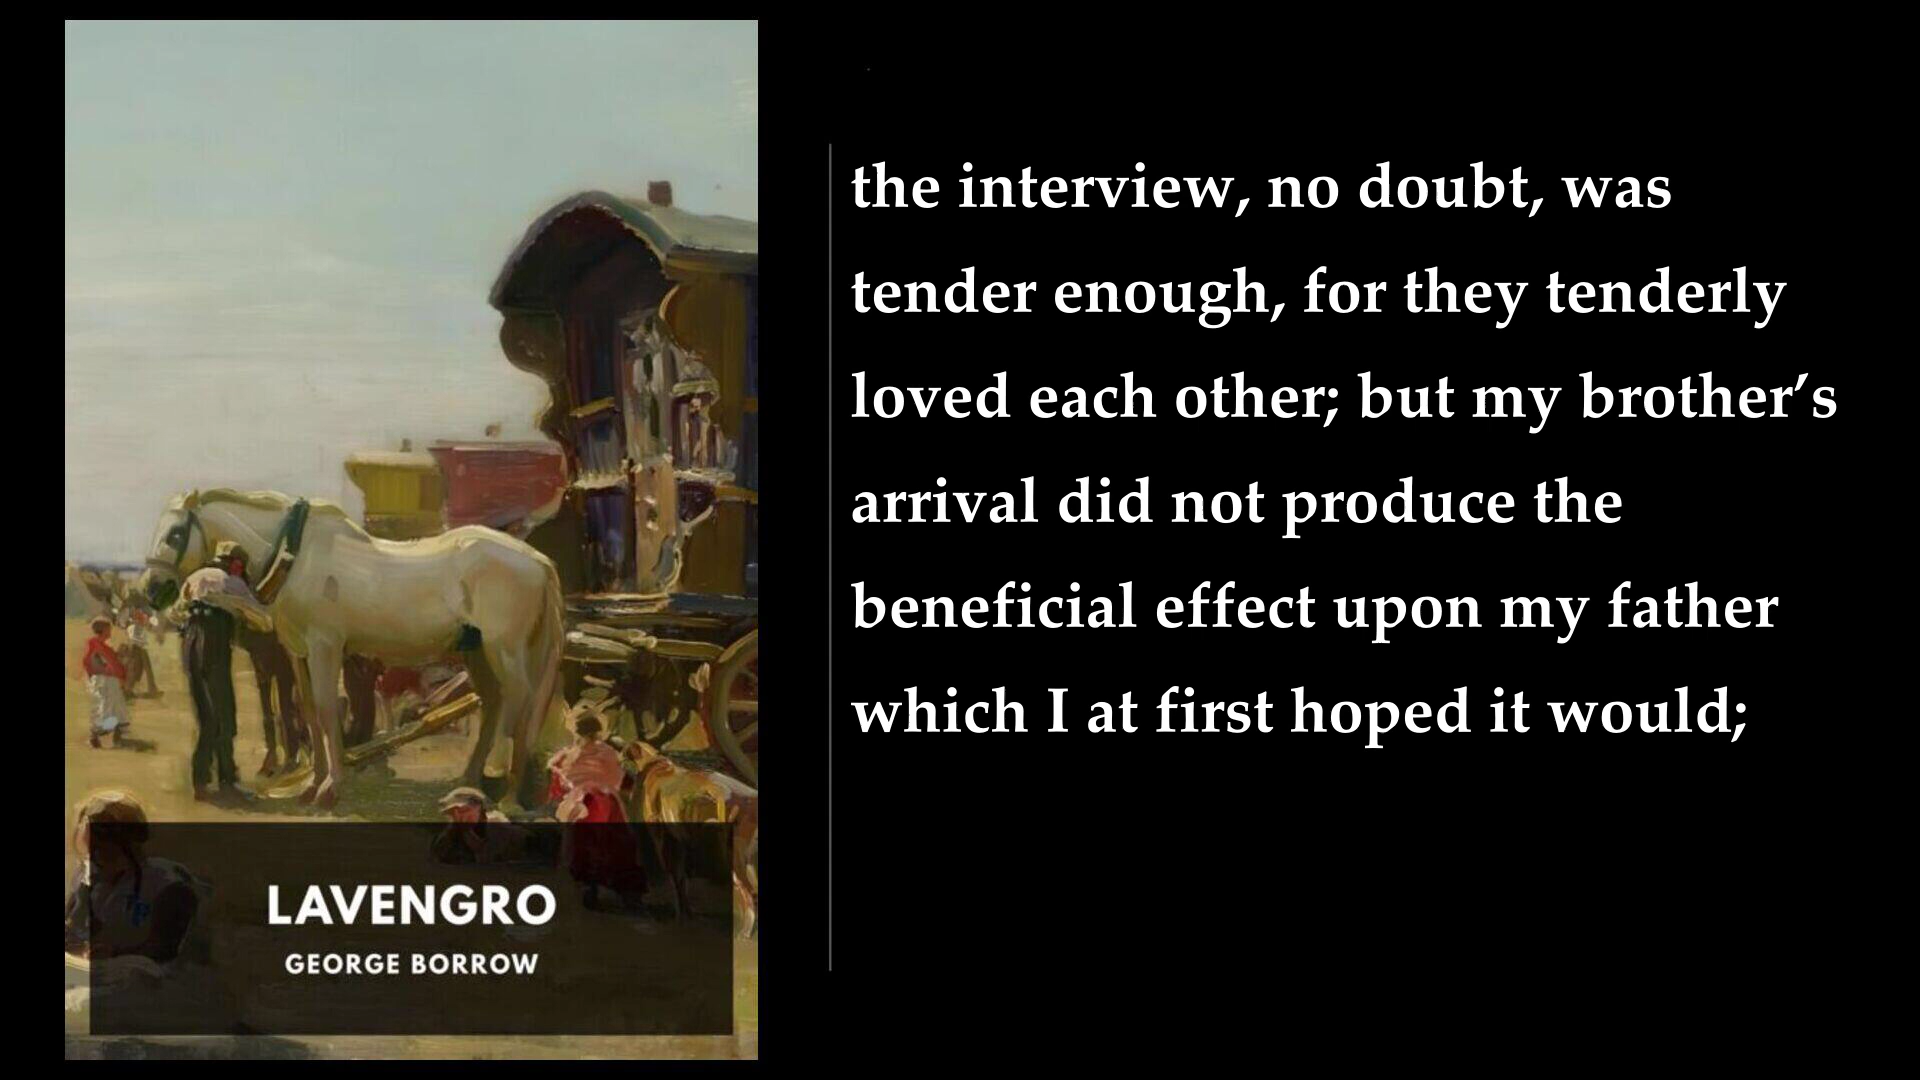 the interview, no doubt, was
tender enough, for they tenderly
loved each other; but my brother’s
arrival did not produce the
beneficial effect upon my father
which I at first hoped it would;
LAVENGRO
GEORGE BORROW